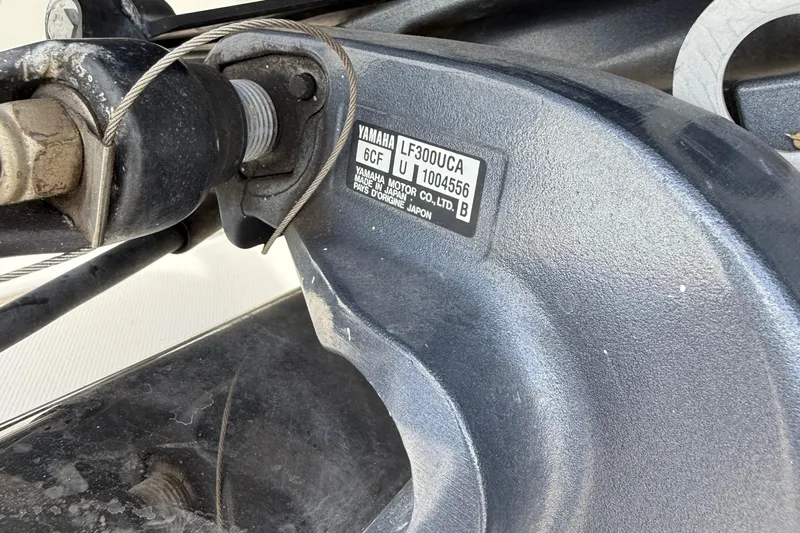 YAMAHA LF300UCA
6CF U 1004556
YAMAHA MOTOR CO., LTD. B
MADE IN JAPAN
PAYS D'ORIGINE JAPON